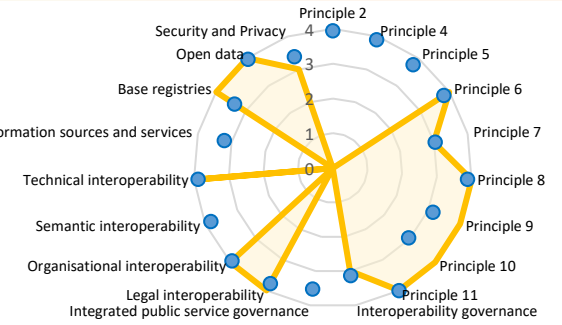 Principle 2
Security and Privacy
Principle 4
Open data
Principle 5
Base registries
Principle 6
ormation sources and services
Principle 7
Technical interoperability
Principle 8
Semantic interoperability
Principle 9
Organisational interoperability
Principle 10
Legal interoperability
Principle 11
Integrated public service governance
Interoperability governance
4
3
2
1
0